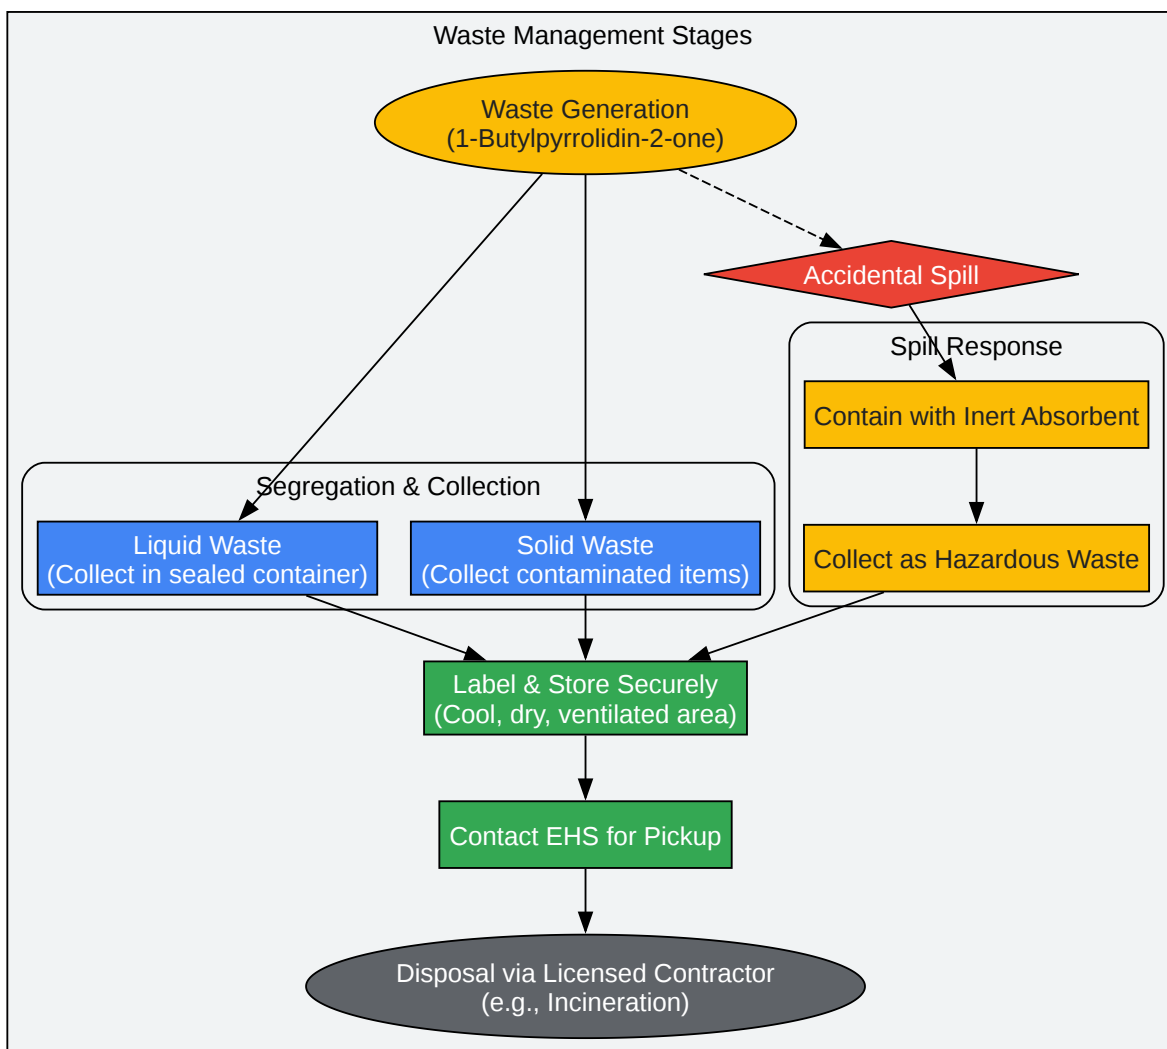 Waste Management Stages
Waste Generation
(1-Butylpyrrolidin-2-one)
Accidental Spill
Spill Response
Contain with Inert Absorbent
Segregation & Collection
Liquid Waste
(Collect in sealed container)
Solid Waste
(Collect contaminated items)
Collect as Hazardous Waste
Label & Store Securely
(Cool, dry, ventilated area)
Contact EHS for Pickup
Disposal via Licensed Contractor
(e.g., Incineration)